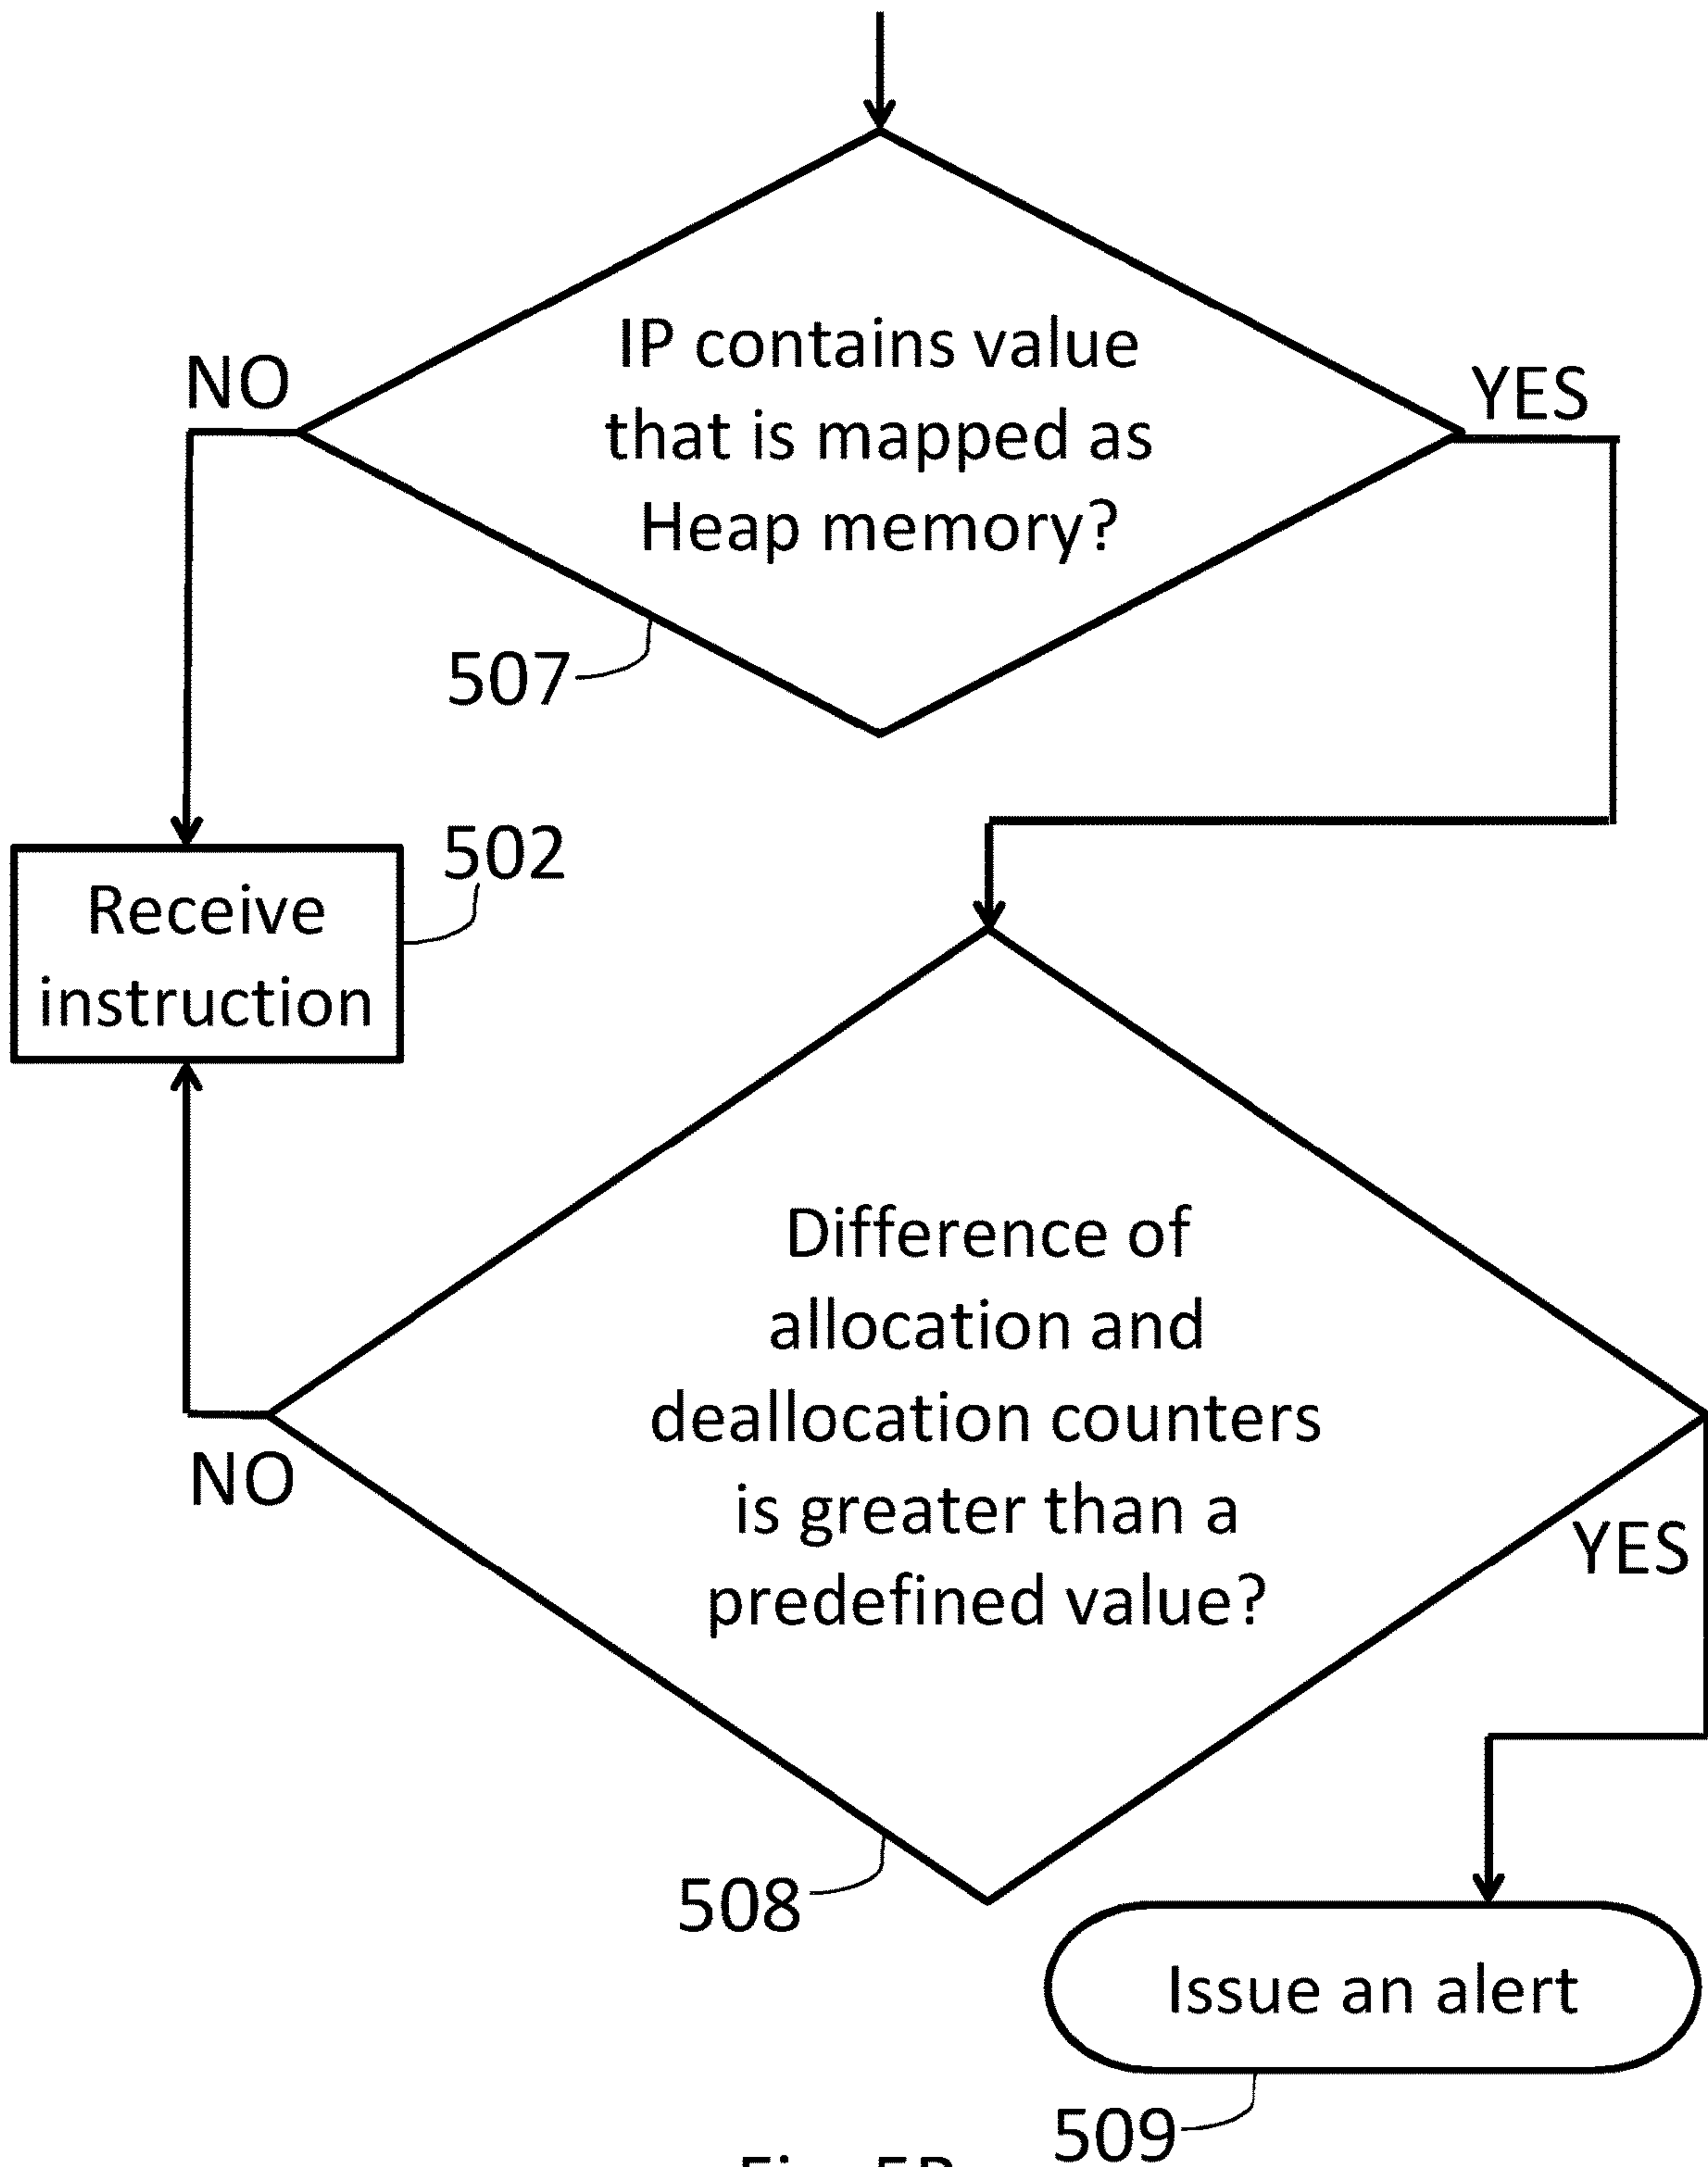 IP contains value
that is mapped as
Heap memory?
NO
YES
507
502
Receive
instruction
Difference of
allocation and
deallocation counters
is greater than a
predefined value?
NO
YES
508
Issue an alert
509